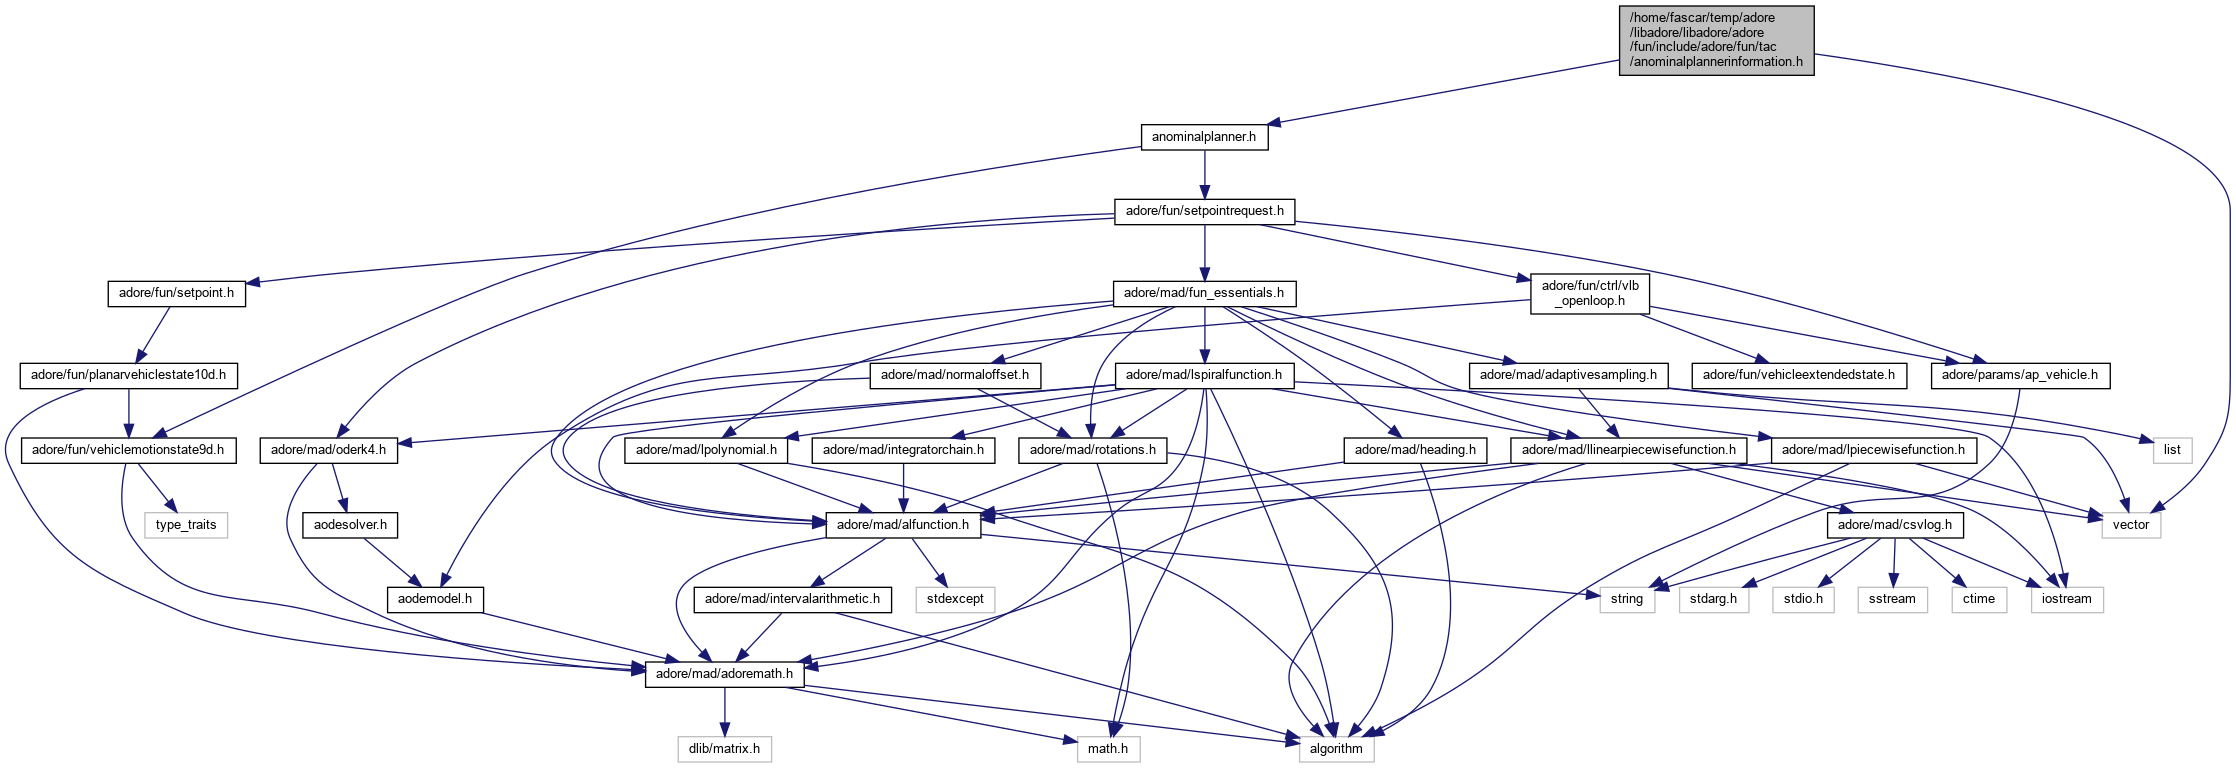 /home/fascar/temp/adore
/libadore/libadore/adore
/fun/include/adore/fun/tac
/anominalplannerinformation.h
anominalplanner.h
adore/fun/setpointrequest.h
adore/fun/setpoint.h
adore/mad/fun_essentials.h
adore/fun/ctrl/vlb
_openloop.h
adore/fun/planarvehiclestate10d.h
adore/mad/normaloffset.h
adore/mad/lspiralfunction.h
adore/mad/adaptivesampling.h
adore/fun/vehicleextendedstate.h
adore/params/ap_vehicle.h
adore/fun/vehiclemotionstate9d.h
adore/mad/oderk4.h
adore/mad/lpolynomial.h
adore/mad/integratorchain.h
adore/mad/rotations.h
adore/mad/heading.h
adore/mad/llinearpiecewisefunction.h
adore/mad/lpiecewisefunction.h
list
type_traits
aodesolver.h
adore/mad/alfunction.h
adore/mad/csvlog.h
vector
aodemodel.h
adore/mad/intervalarithmetic.h
stdexcept
string
stdarg.h
stdio.h
sstream
ctime
iostream
adore/mad/adoremath.h
dlib/matrix.h
math.h
algorithm